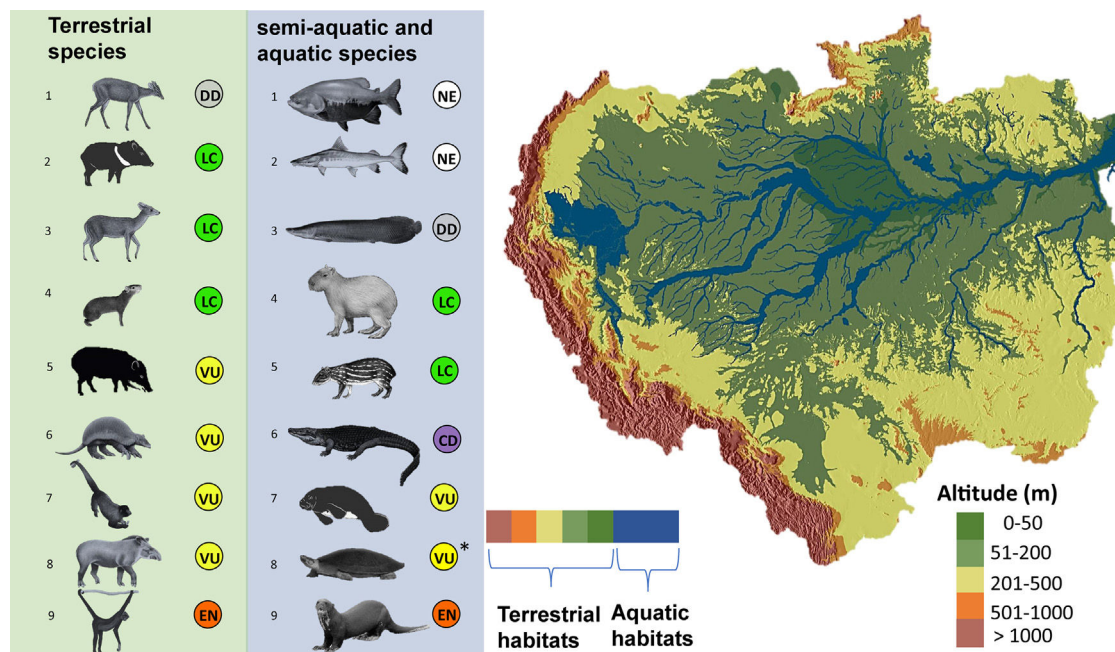 Terrestrial
species
1 DD
2 LC
3 LC
4 LC
5 VU
6 VU
7 VU
8 VU
9 EN
semi-aquatic and
aquatic species
1 NE
2 NE
3 DD
4 LC
5 LC
6 CD
7 VU
8 VU *
9 EN
Terrestrial
habitats
Aquatic
habitats
Altitude (m)
0-50
51-200
201-500
501-1000
> 1000